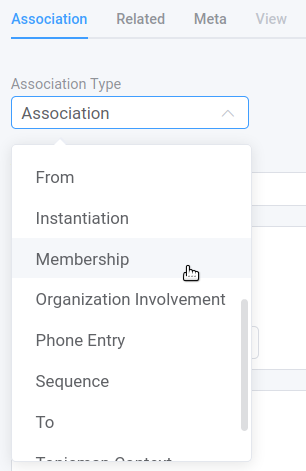 Association Related Meta View
Association Type
Association
From
Instantiation
Membership
Organization Involvement
Phone Entry
Sequence
To